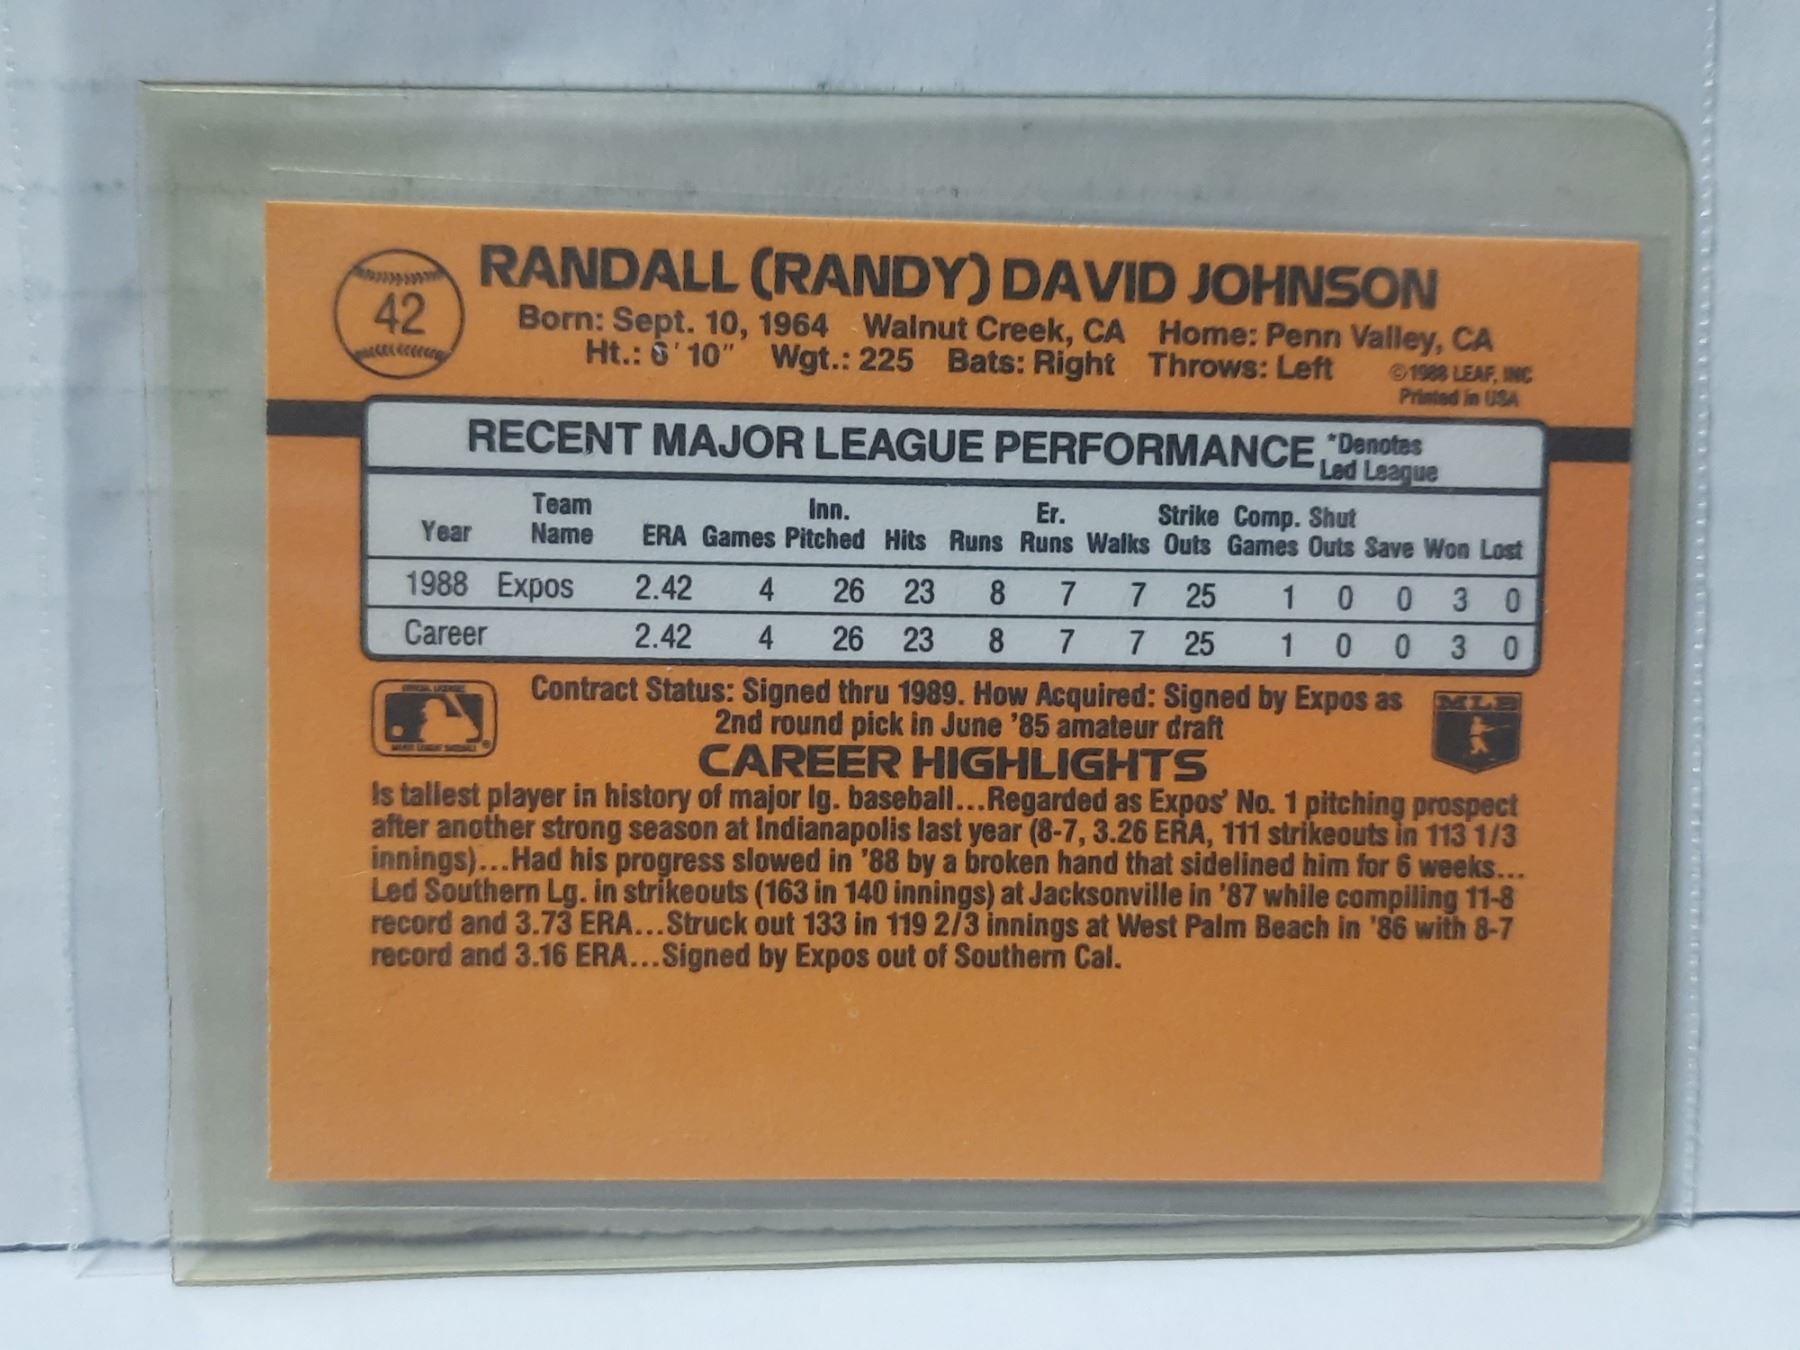 42
RANDALL (RANDY) DAVID JOHNSON
Born: Sept. 10, 1964 Walnut Creek, CA Home: Penn Valley, CA
Ht.: 6' 10" Wgt.: 225 Bats: Right Throws: Left
©1988 LEAF, INC
Printed in USA
RECENT MAJOR LEAGUE PERFORMANCE *Denotes
Led League
Year Team Name ERA Games Inn. Pitched Hits Runs Er. Runs Walks Strike Outs Comp. Games Shut Outs Save Won Lost
1988 Expos 2.42 4 26 23 8 7 7 25 1 0 0 3 0
Career 2.42 4 26 23 8 7 7 25 1 0 0 3 0
Contract Status: Signed thru 1989. How Acquired: Signed by Expos as
2nd round pick in June '85 amateur draft
MLB
CAREER HIGHLIGHTS
Is tallest player in history of major lg. baseball...Regarded as Expos' No. 1 pitching prospect
after another strong season at Indianapolis last year (8-7, 3.26 ERA, 111 strikeouts in 113 1/3
innings)...Had his progress slowed in '88 by a broken hand that sidelined him for 6 weeks...
Led Southern Lg. in strikeouts (163 in 140 innings) at Jacksonville in '87 while compiling 11-8
record and 3.73 ERA...Struck out 133 in 119 2/3 innings at West Palm Beach in '86 with 8-7
record and 3.16 ERA...Signed by Expos out of Southern Cal.